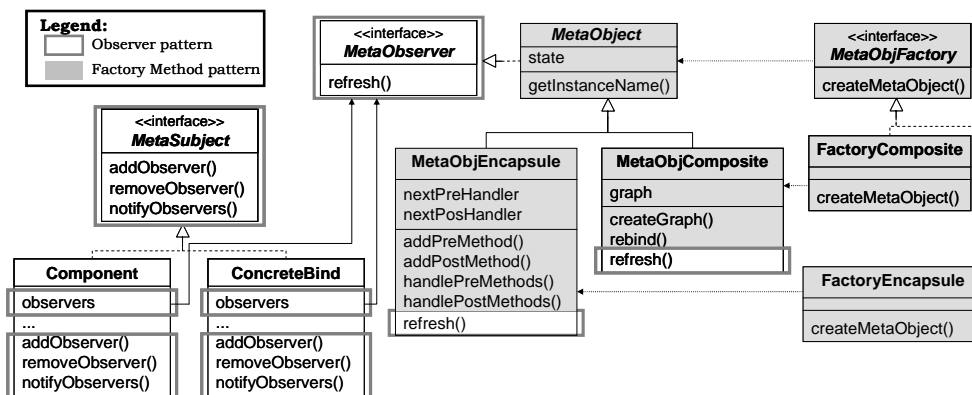 Legend:
Observer pattern
Factory Method pattern
<<interface>>
MetaObserver
refresh()
MetaObject
state
getInstanceName()
<<interface>>
MetaObjFactory
createMetaObject()
<<interface>>
MetaSubject
addObserver()
removeObserver()
notifyObservers()
MetaObjEncapsule
nextPreHandler
nextPosHandler
addPreMethod()
addPostMethod()
handlePreMethods()
handlePostMethods()
refresh()
MetaObjComposite
graph
createGraph()
rebind()
refresh()
FactoryComposite
createMetaObject()
Component
observers
...
addObserver()
removeObserver()
notifyObservers()
ConcreteBind
observers
...
addObserver()
removeObserver()
notifyObservers()
FactoryEncapsule
createMetaObject()